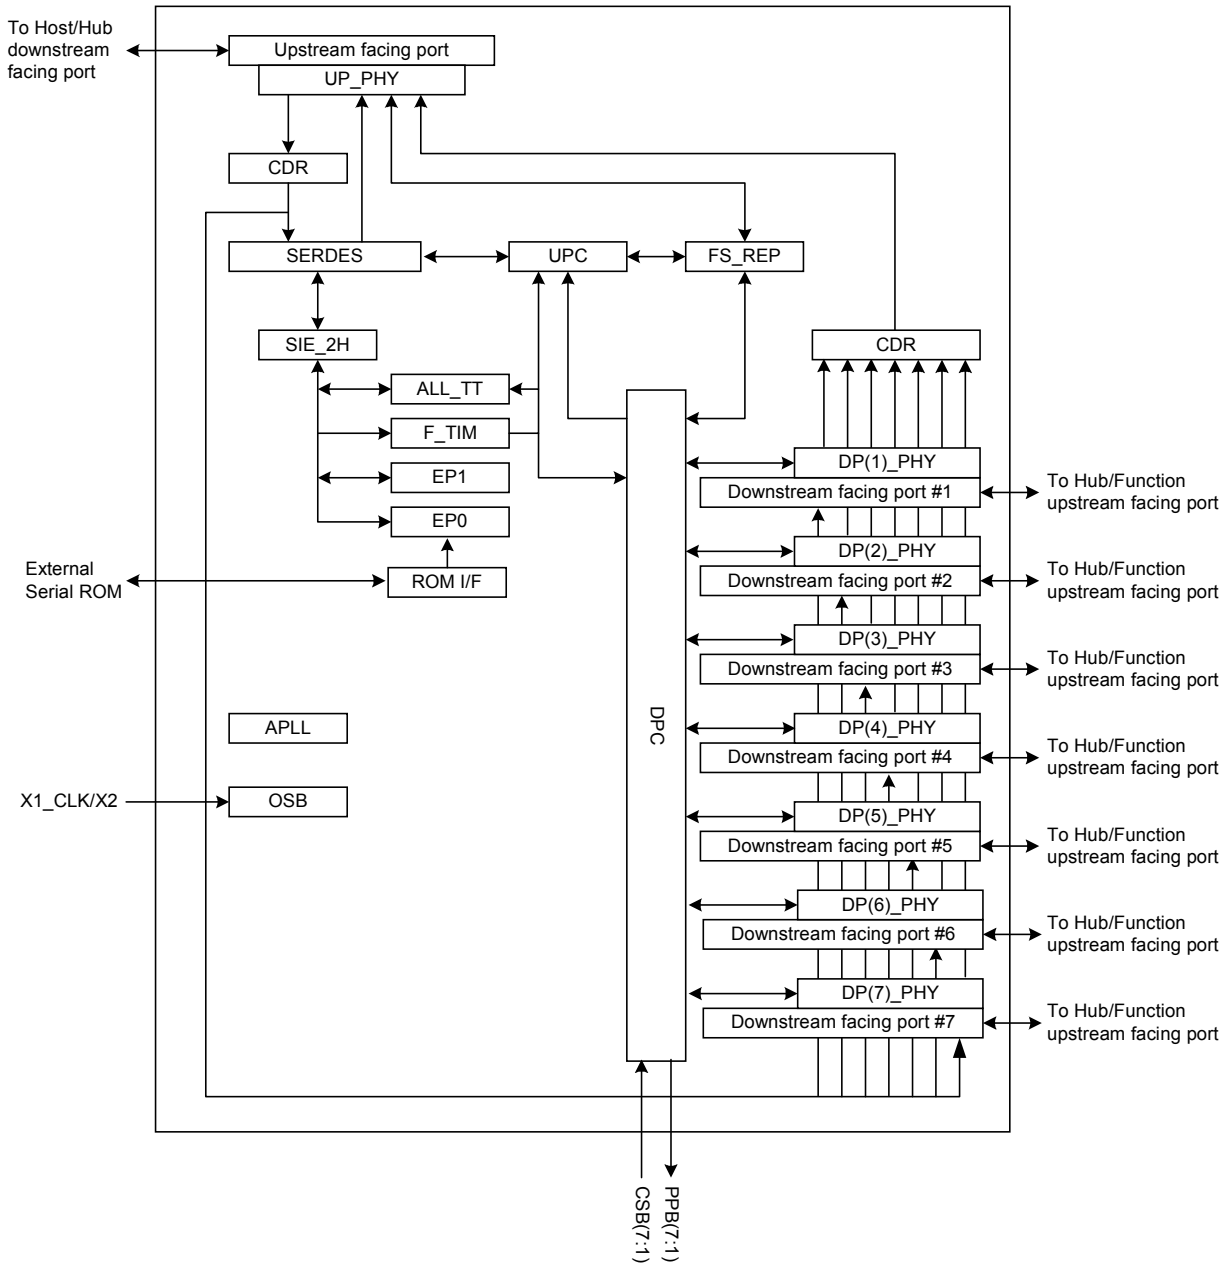 To Host/Hub
downstream
facing port
Upstream facing port
UP_PHY
CDR
SERDES
UPC
FS_REP
SIE_2H
CDR
ALL_TT
F_TIM
EP1
EP0
External
Serial ROM
ROM I/F
APLL
X1_CLK/X2
OSB
DPC
DP(1)_PHY
Downstream facing port #1
To Hub/Function
upstream facing port
DP(2)_PHY
Downstream facing port #2
To Hub/Function
upstream facing port
DP(3)_PHY
Downstream facing port #3
To Hub/Function
upstream facing port
DP(4)_PHY
Downstream facing port #4
To Hub/Function
upstream facing port
DP(5)_PHY
Downstream facing port #5
To Hub/Function
upstream facing port
DP(6)_PHY
Downstream facing port #6
To Hub/Function
upstream facing port
DP(7)_PHY
Downstream facing port #7
To Hub/Function
upstream facing port
CSB(7:1)
PPB(7:1)